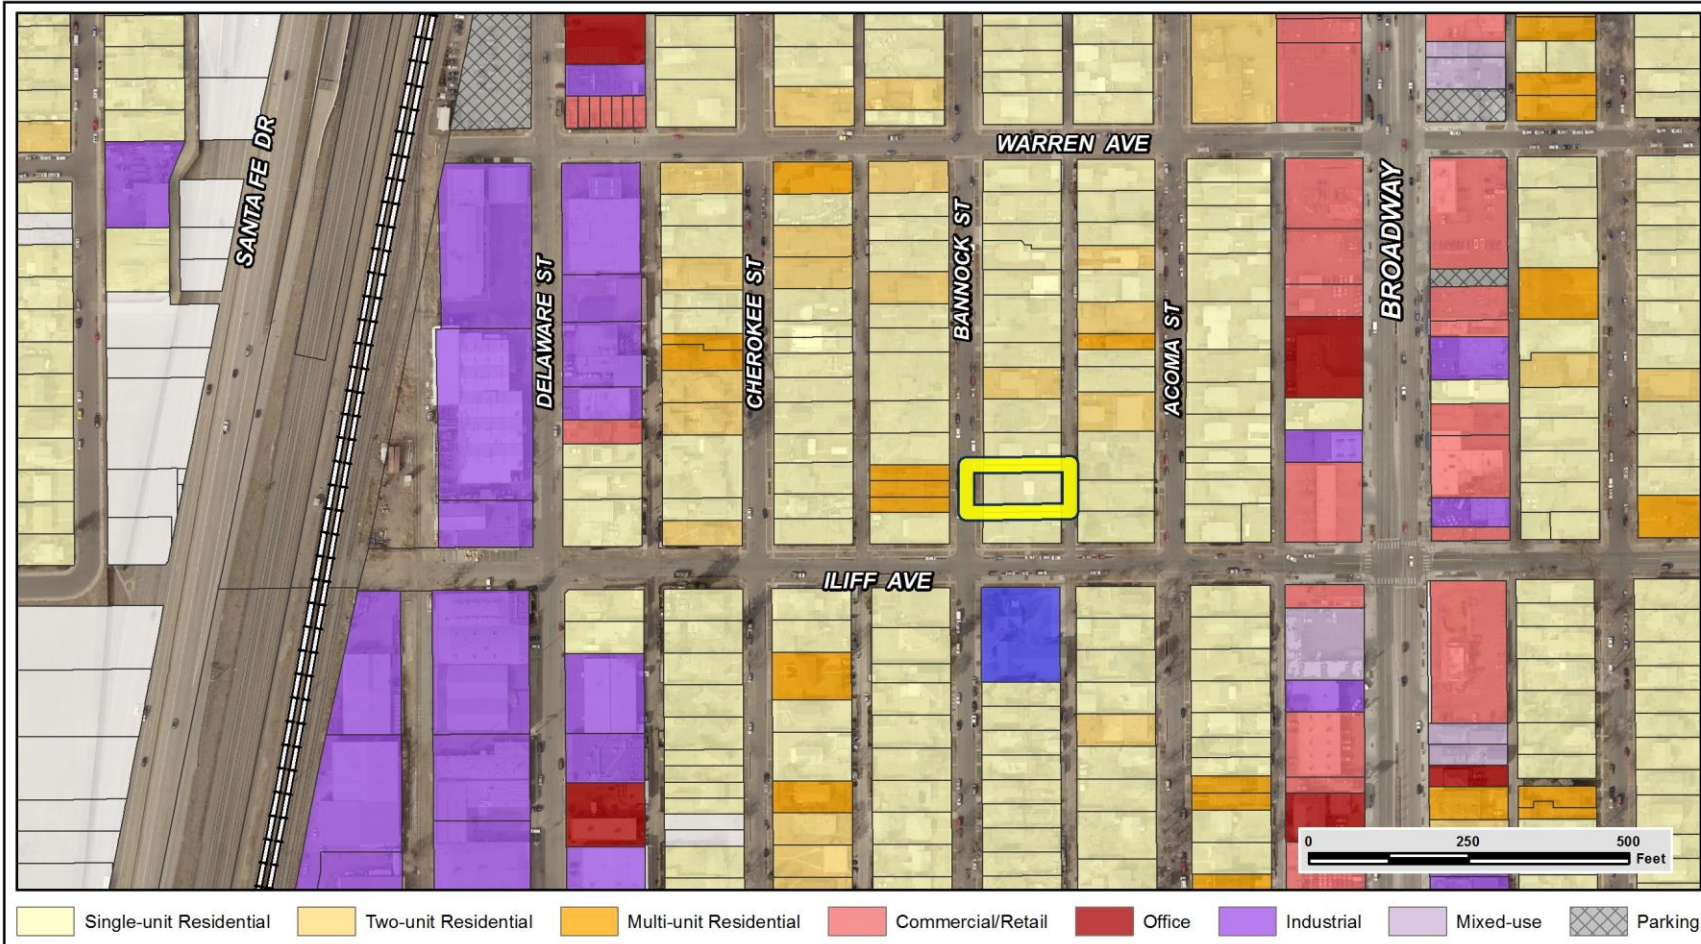 WARREN AVE
SANTA FE DR
BROADWAY
BANNOCK ST
DELAWARE ST
CHEROKEE ST
ACOMA ST
ILIFF AVE
0 250 500
Feet
Single-unit Residential Two-unit Residential Multi-unit Residential Commercial/Retail Office Industrial Mixed-use Parking